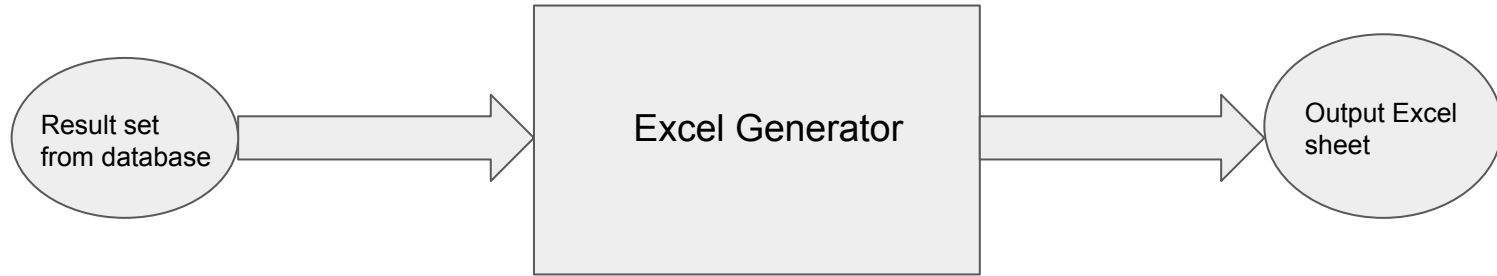 Result set
from database
Excel Generator
Output Excel
sheet